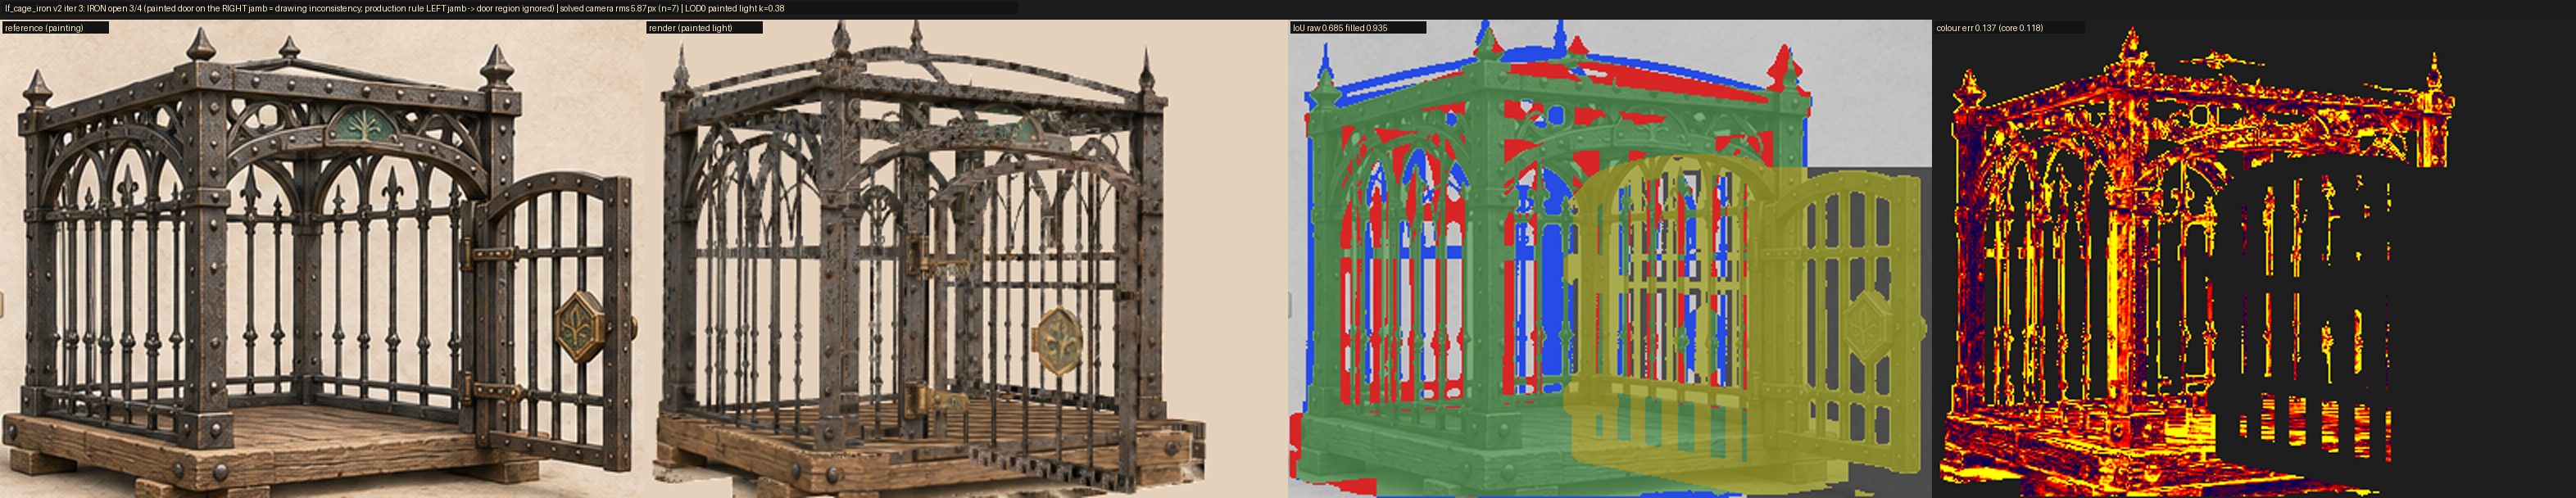 lf_cage_iron v2 iter 3: IRON open 3/4 (painted door on the RIGHT jamb = drawing inconsistency; production rule LEFT jamb -> door region ignored) | solved camera rms 5.87px (n=7) | LOD0 painted light k=0.38
reference (painting)
render (painted light)
IoU raw 0.685 filled 0.935
colour err 0.137 (core 0.118)